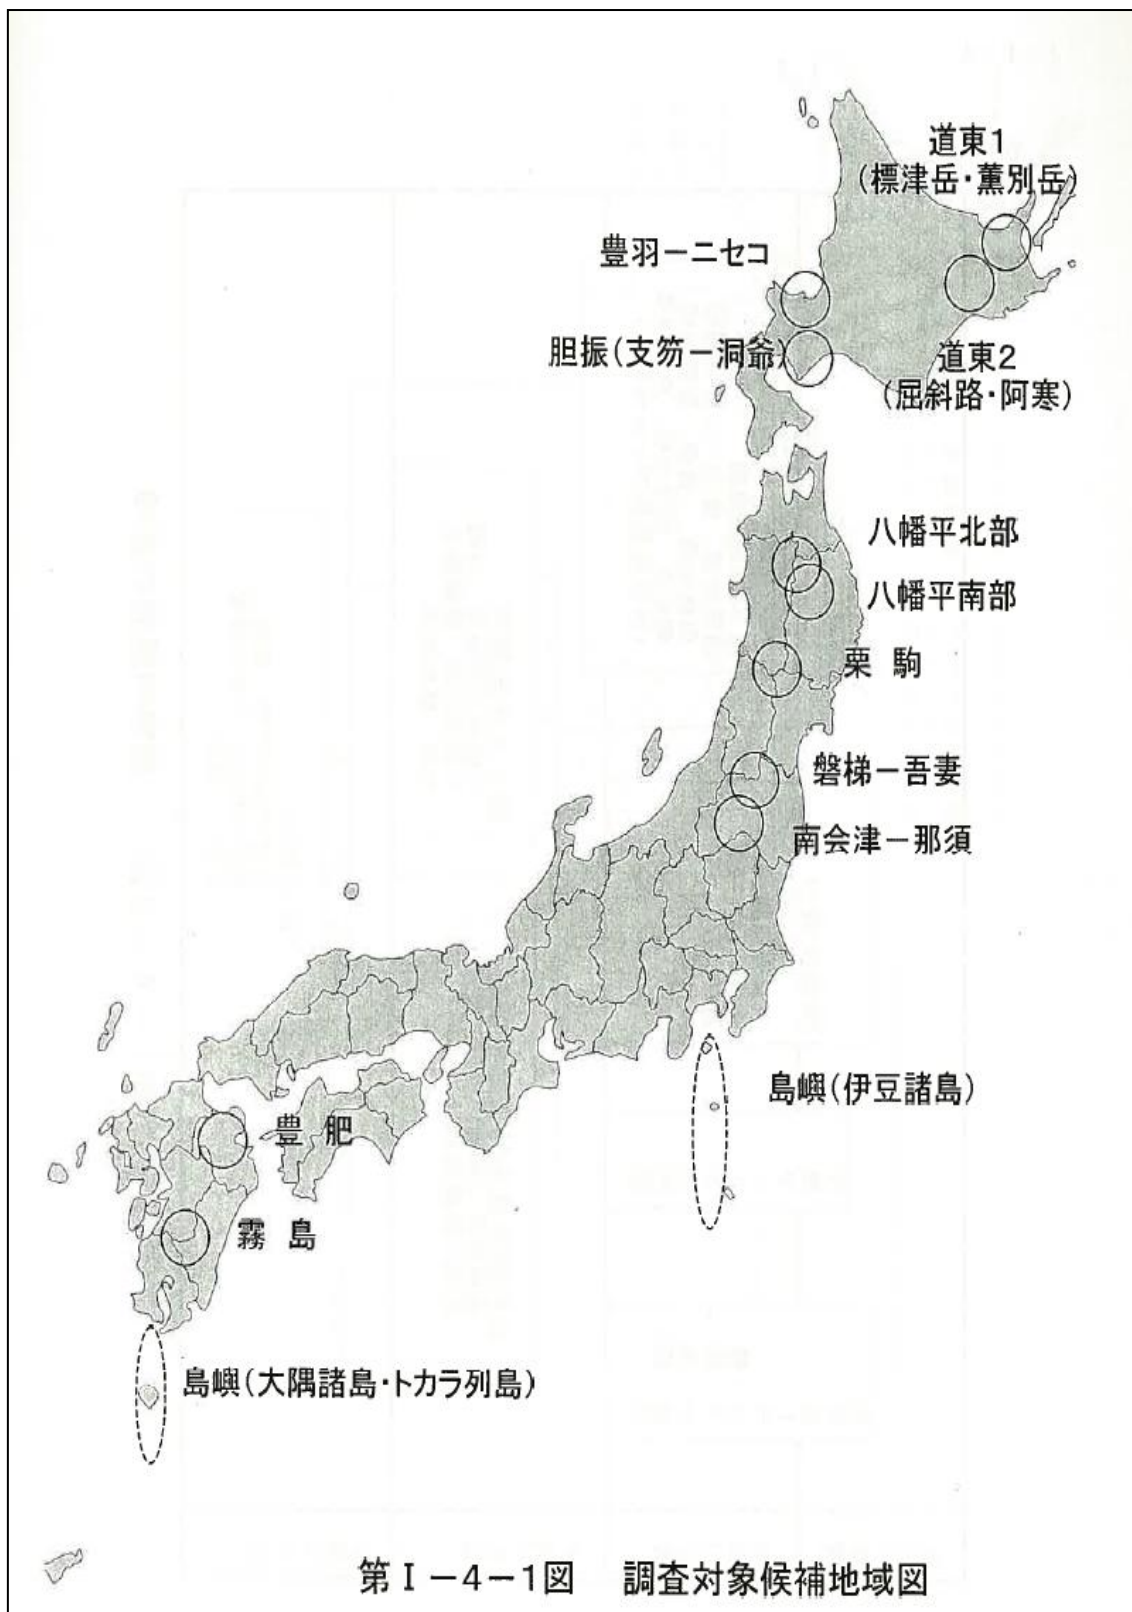 道東1
(標津岳・薫別岳)
豊羽－ニセコ
胆振(支笏－洞爺)
道東2
(屈斜路・阿寒)
八幡平北部
八幡平南部
栗 駒
磐梯－吾妻
南会津－那須
島嶼(伊豆諸島)
豊 肥
霧 島
島嶼(大隅諸島・トカラ列島)
第Ⅰ－4－1図 調査対象候補地域図